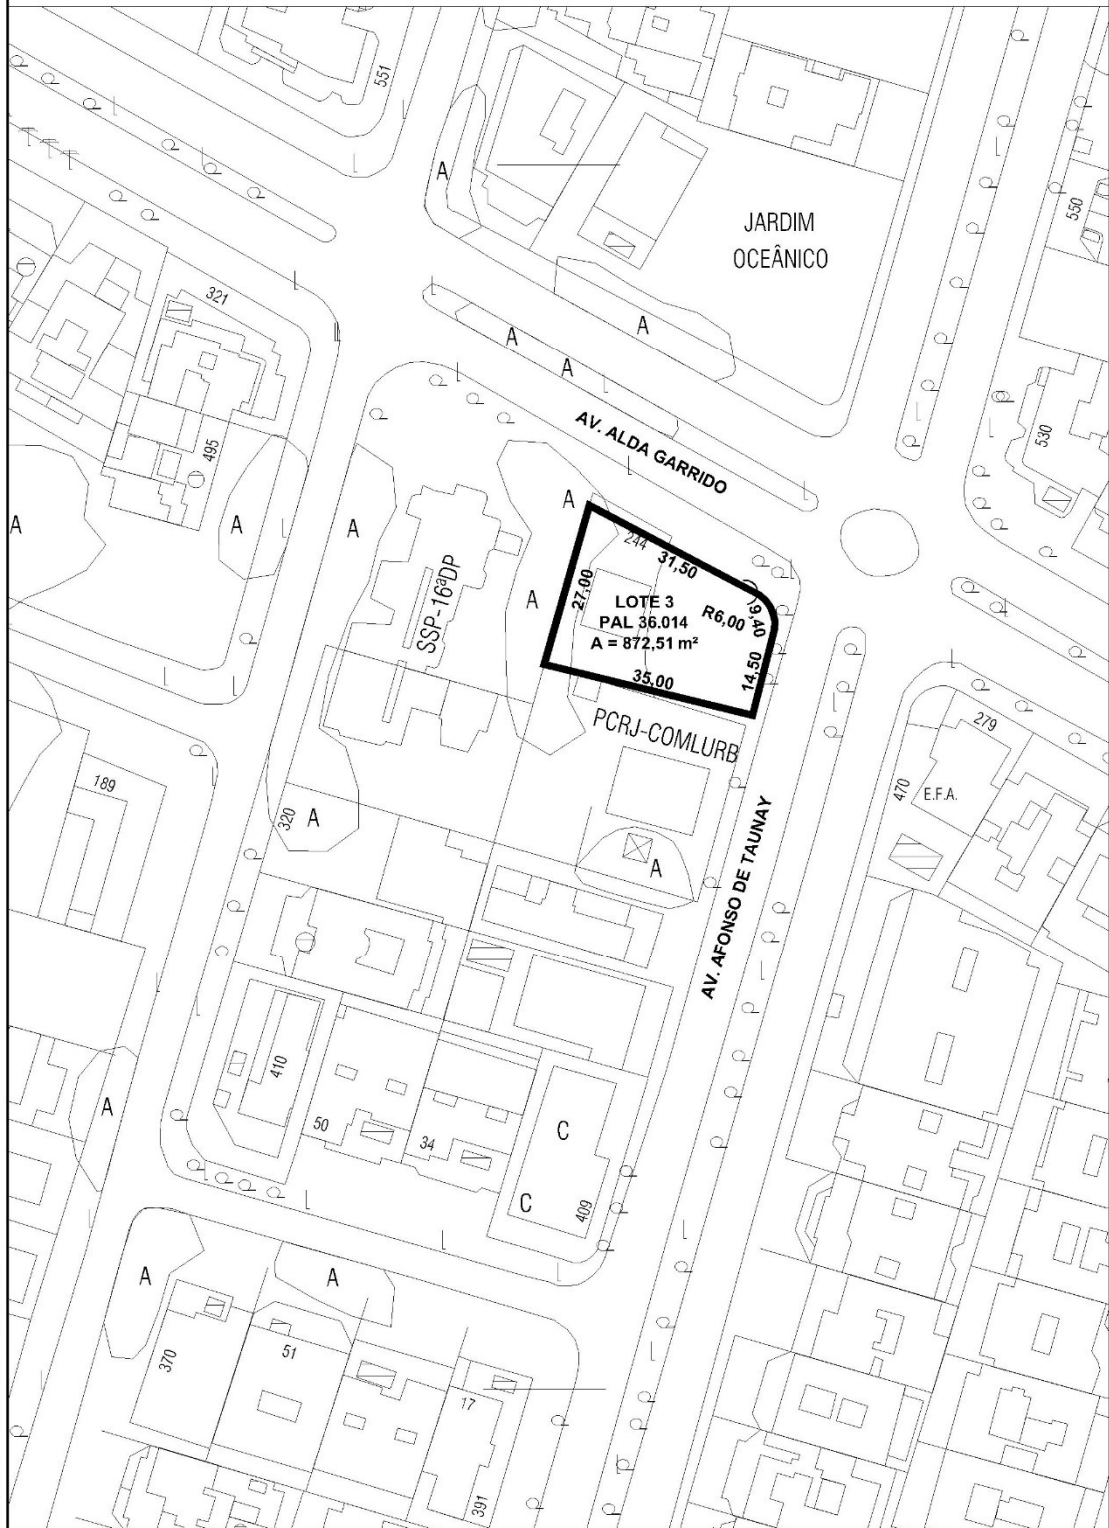 551
A
JARDIM
OCEÂNICO
550
321
A
A
A
AV. ALDA GARRIDO
530
495
A
A
A
A
244
31,50
SSP-16ªDP
A
27,00
LOTE 3
PAL 36.014
A = 872,51 m²
R6,00
9,40
14,50
35,00
PCRJ-COMLURB
279
470
E.F.A.
189
320
A
A
AV. AFONSO DE TAUNAY
410
50
34
A
C
C
409
A
A
370
51
17
391